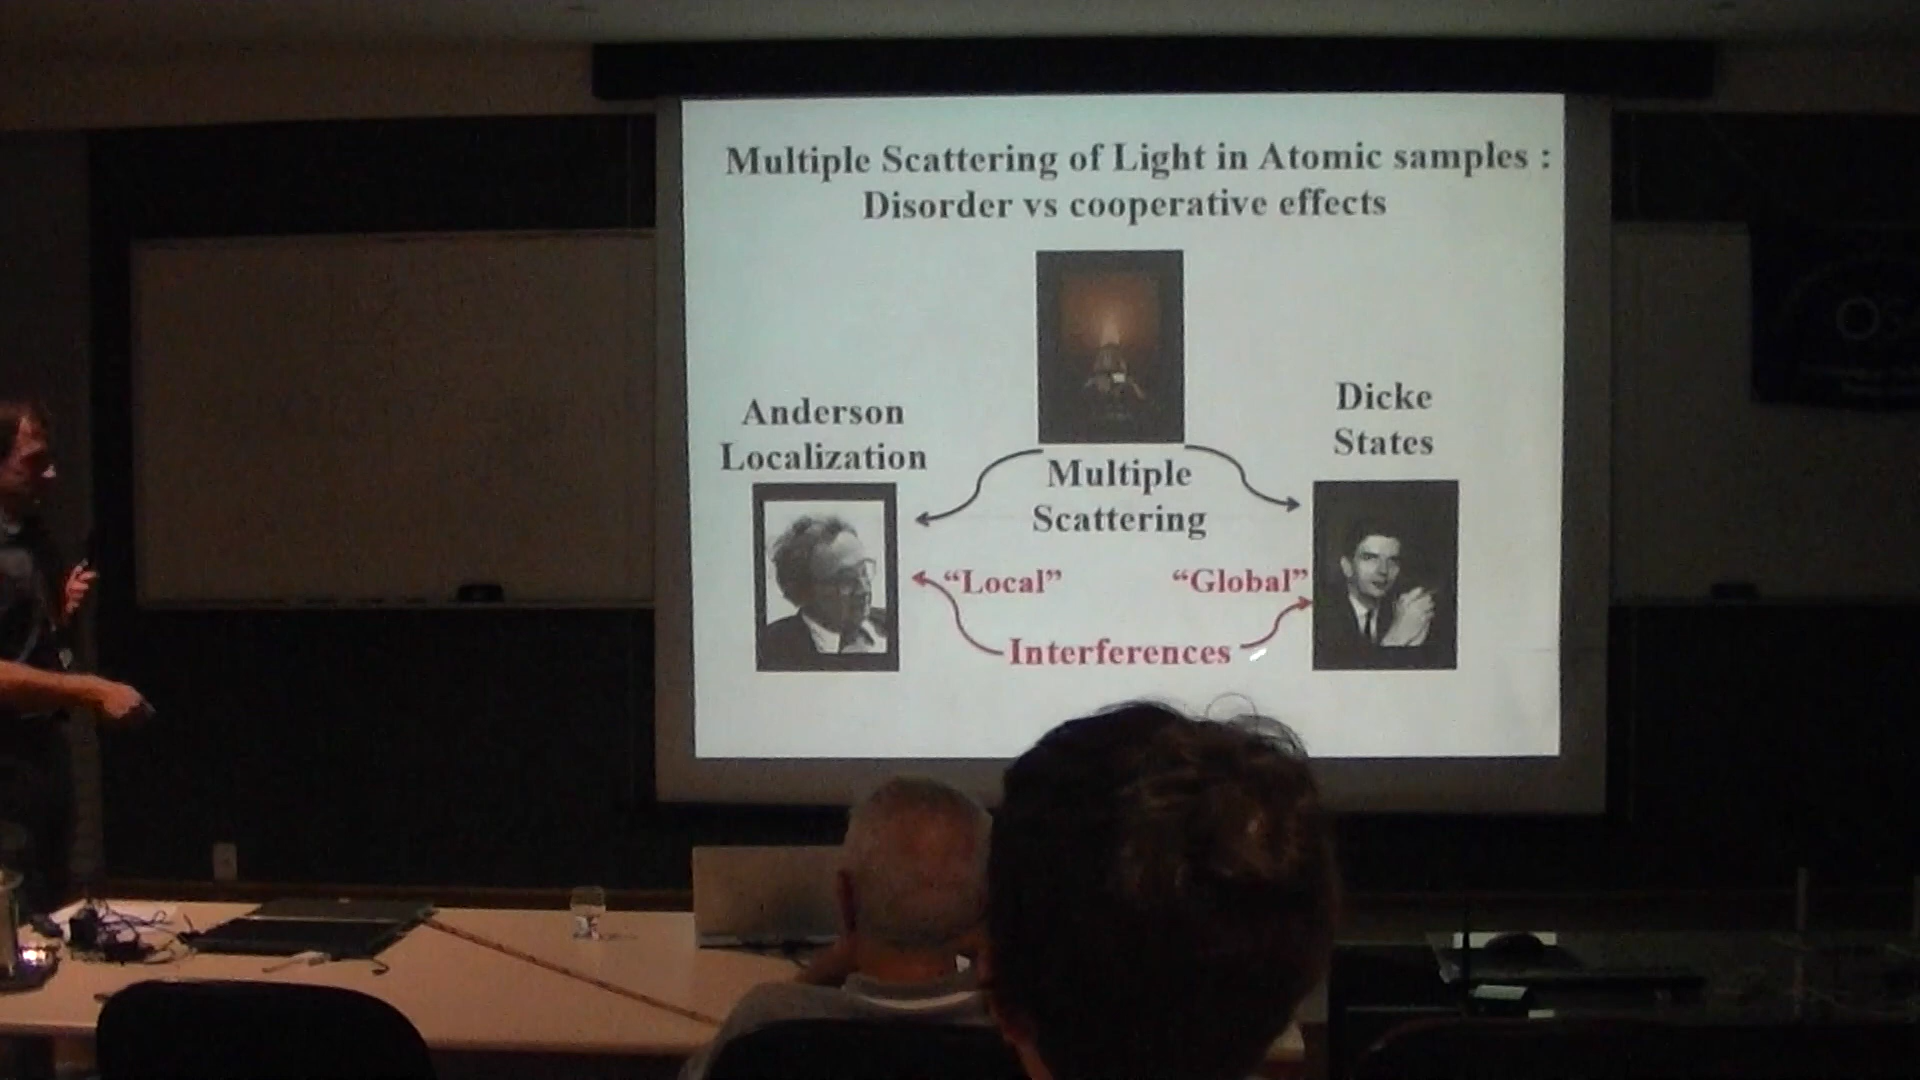 Multiple Scattering of Light in Atomic samples :
Disorder vs cooperative effects
Anderson
Localization
Dicke
States
Multiple
Scattering
“Local”
“Global”
Interferences